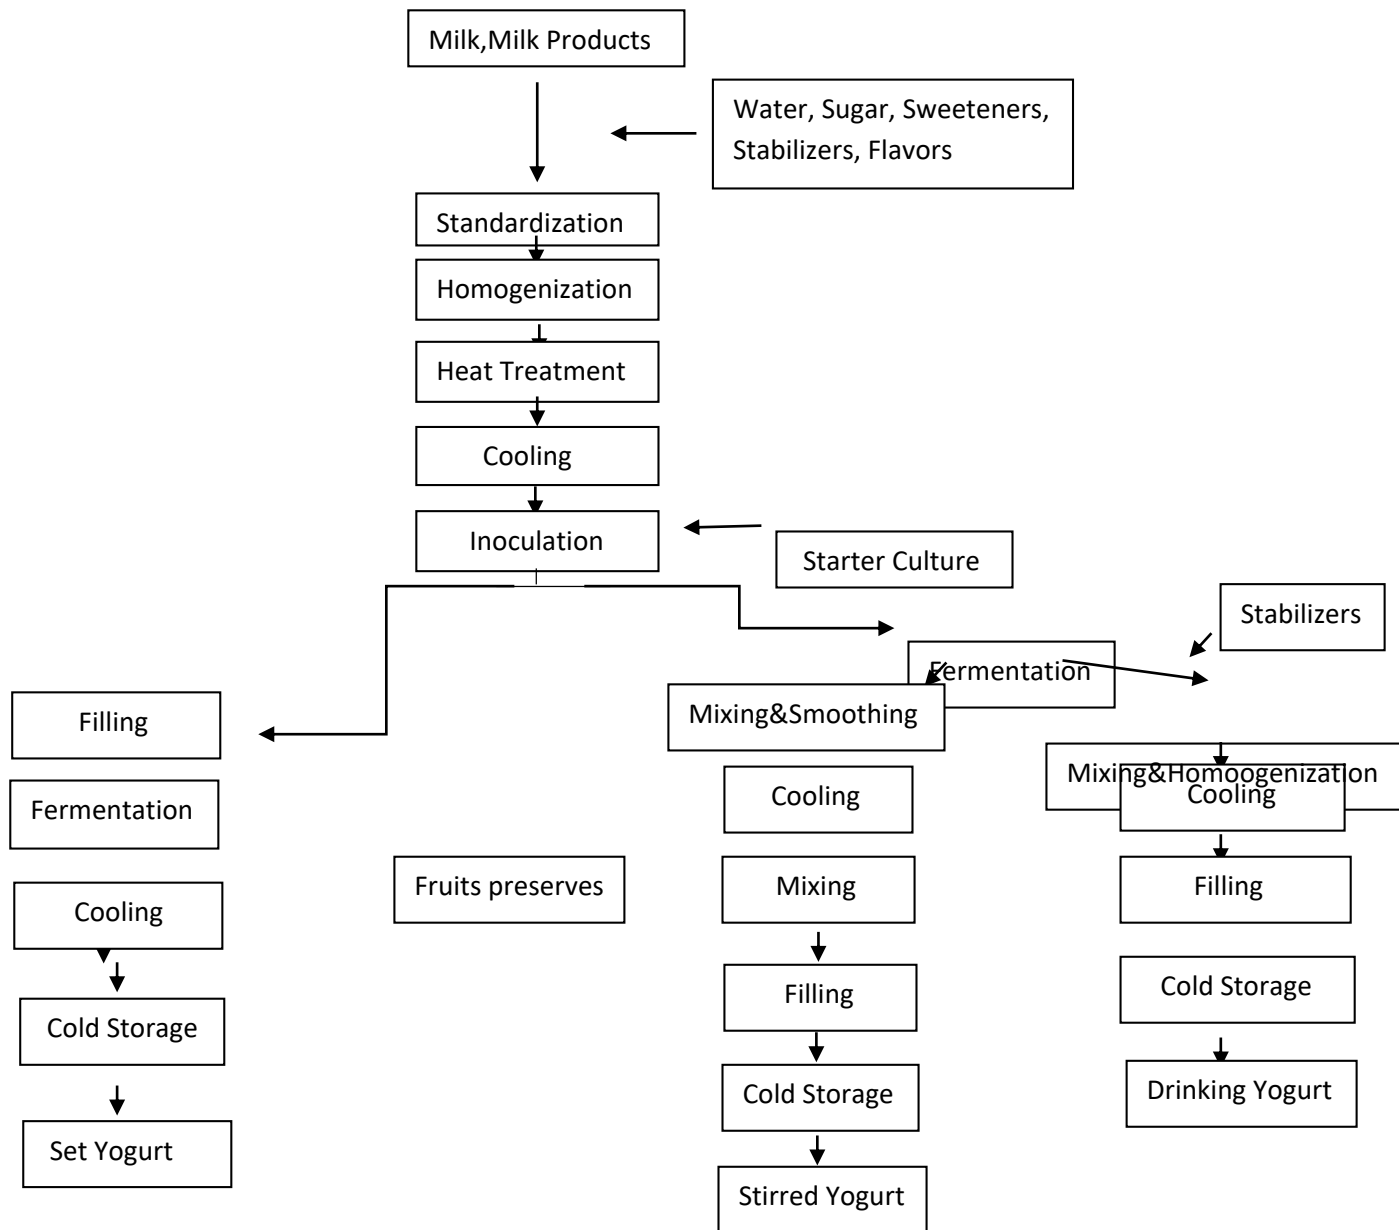 Milk,Milk Products
Water, Sugar, Sweeteners,
Stabilizers, Flavors
Standardization
Homogenization
Heat Treatment
Cooling
Inoculation
Starter Culture
Stabilizers
Fermentation
Filling
Mixing&Smoothing
Mixing&Homoogenization
Fermentation
Cooling
Cooling
Cooling
Fruits preserves
Mixing
Filling
Cold Storage
Filling
Cold Storage
Set Yogurt
Cold Storage
Drinking Yogurt
Stirred Yogurt